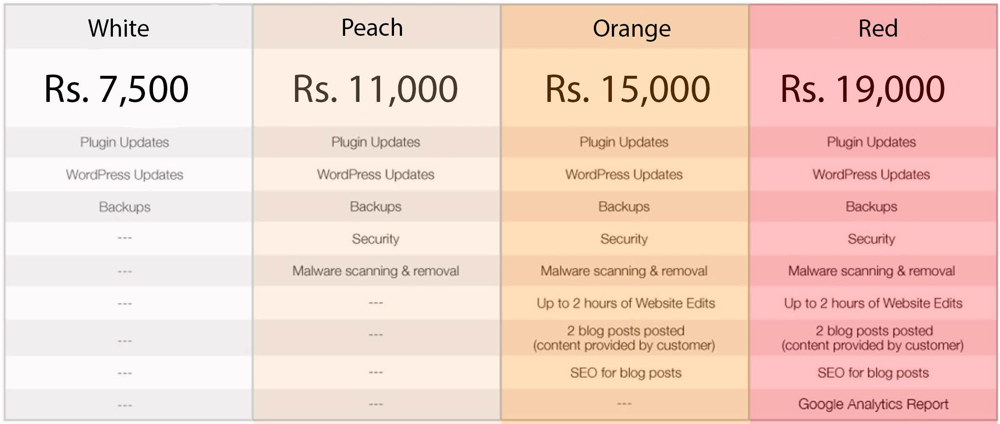 White Peach Orange Red
Rs. 7,500 Rs. 11,000 Rs. 15,000 Rs. 19,000
Plugin Updates Plugin Updates Plugin Updates Plugin Updates
WordPress Updates WordPress Updates WordPress Updates WordPress Updates
Backups Backups Backups Backups
--- Security Security Security
--- Malware scanning & removal Malware scanning & removal Malware scanning & removal
--- --- Up to 2 hours of Website Edits Up to 2 hours of Website Edits
--- --- 2 blog posts posted 2 blog posts posted
(content provided by customer) (content provided by customer)
--- --- SEO for blog posts SEO for blog posts
--- --- --- Google Analytics Report